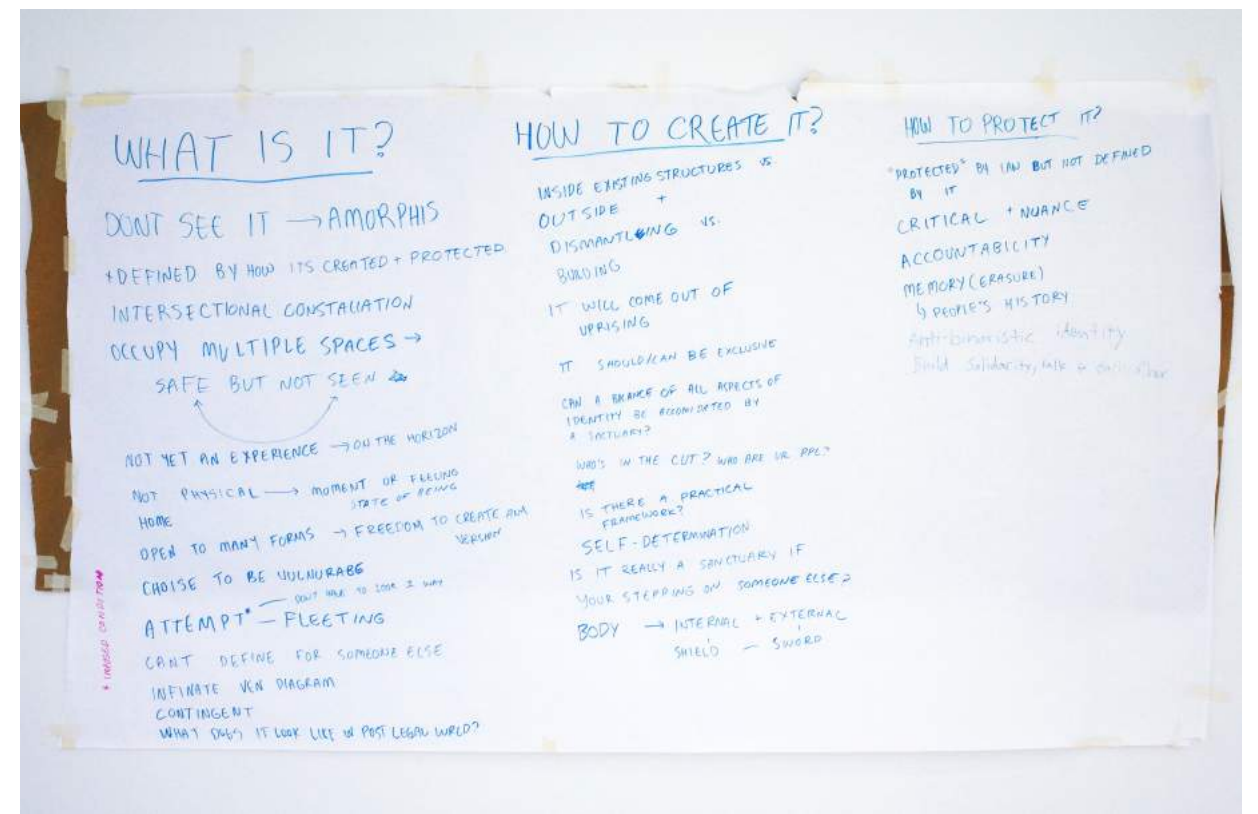 WHAT IS IT?
DONT SEE IT → AMORPHIS
+DEFINED BY HOW ITS CREATED + PROTECTED
INTERSECTIONAL CONSTALIATION
OCCUPY MULTIPLE SPACES →
SAFE BUT NOT SEEN
NOT YET AN EXPERIENCE → ON THE HORIZON
NOT PHYSICAL → MOMENT OR FEELING
STATE OF BEING
HOME
OPEN TO MANY FORMS → FREEDOM TO CREATE
VERSION
CHOISE TO BE VULNURABE
DONT HAVE TO LOOK 1 WAY
ATTEMPT* — FLEETING
CANT DEFINE FOR SOMEONE ELSE
INFINATE VEN DIAGRAM
CONTINGENT
WHAT DOES IT LOOK LIKE IN POST LEGAL WRLD?
CONDITION
HOW TO CREATE IT?
INSIDE EXISTING STRUCTURES VS.
OUTSIDE +
DISMANTLING VS.
BUILDING
IT WILL COME OUT OF
UPRISING
IT SHOULD/CAN BE EXCLUSIVE
CAN A BALANCE OF ALL ASPECTS OF
IDENTITY BE ACCOMIDATED BY
A SACTUARY?
WHO'S IN THE CUT? WHO ARE UR PPL?
IS THERE A PRACTICAL
FRAMEWORK?
SELF-DETERMINATION
IS IT REALLY A SANCTUARY IF
YOUR STEPPING ON SOMEONE ELSE?
BODY → INTERNAL + EXTERNAL
SHIELD — SWORD
HOW TO PROTECT IT?
"PROTECTED" BY LAW BUT NOT DEFINED
BY IT
CRITICAL + NUANCE
ACCOUNTABILITY
MEMORY (ERASURE)
↳ PEOPLE'S HISTORY
Anti-binaristic identity
Build Solidarity, talk to each other